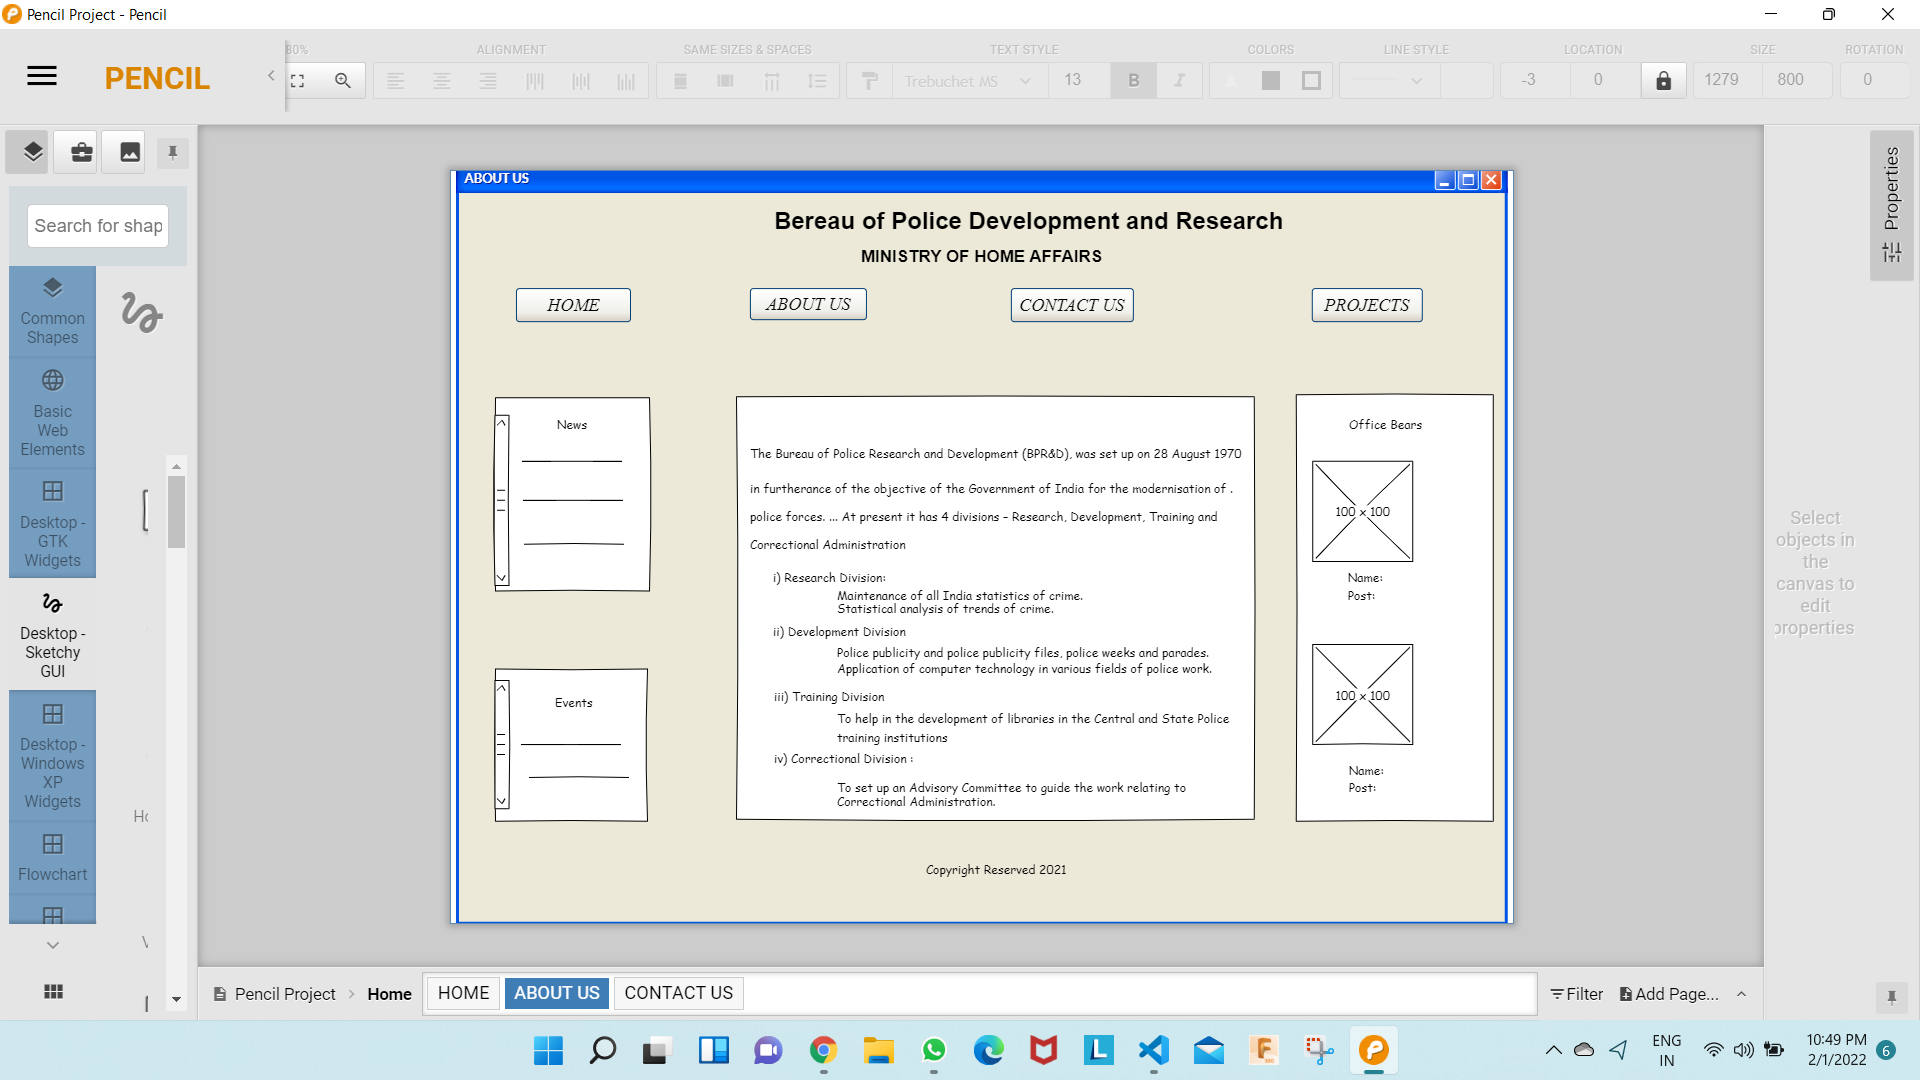 Pencil Project - Pencil
PENCIL
80%
ALIGNMENT
SAME SIZES & SPACES
TEXT STYLE
COLORS
LINE STYLE
LOCATION
SIZE
ROTATION
Trebuchet MS
13
B
I
A
-3
0
1279
800
0
Search for shap
Common
Shapes
Basic
Web
Elements
Desktop -
GTK
Widgets
Desktop -
Sketchy
GUI
Desktop -
Windows
XP
Widgets
Flowchart
ABOUT US
Bereau of Police Development and Research
MINISTRY OF HOME AFFAIRS
HOME
ABOUT US
CONTACT US
PROJECTS
News
Events
The Bureau of Police Research and Development (BPR&D), was set up on 28 August 1970
in furtherance of the objective of the Government of India for the modernisation of .
police forces. ... At present it has 4 divisions – Research, Development, Training and
Correctional Administration
i) Research Division:
Maintenance of all India statistics of crime.
Statistical analysis of trends of crime.
ii) Development Division
Police publicity and police publicity files, police weeks and parades.
Application of computer technology in various fields of police work.
iii) Training Division
To help in the development of libraries in the Central and State Police
training institutions
iv) Correctional Division :
To set up an Advisory Committee to guide the work relating to
Correctional Administration.
Office Bears
100 x 100
Name:
Post:
100 x 100
Name:
Post:
Copyright Reserved 2021
Properties
Select
objects in
the
canvas to
edit
properties
Pencil Project
Home
HOME
ABOUT US
CONTACT US
Filter
Add Page...
ENG
IN
10:49 PM
2/1/2022
6